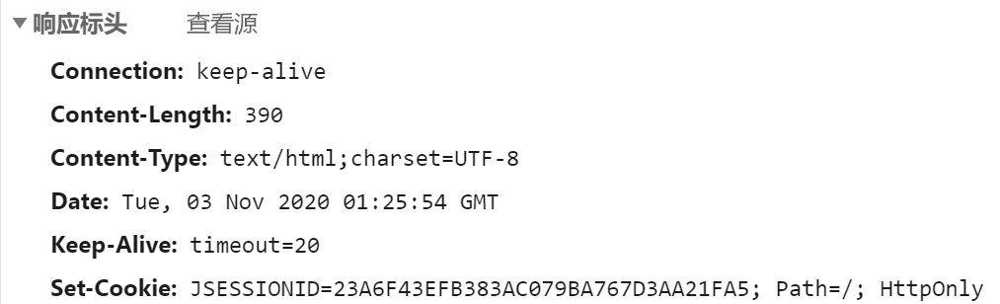 ▼响应标头 查看源
Connection: keep-alive
Content-Length: 390
Content-Type: text/html;charset=UTF-8
Date: Tue, 03 Nov 2020 01:25:54 GMT
Keep-Alive: timeout=20
Set-Cookie: JSESSIONID=23A6F43EFB383AC079BA767D3AA21FA5; Path=/; HttpOnly